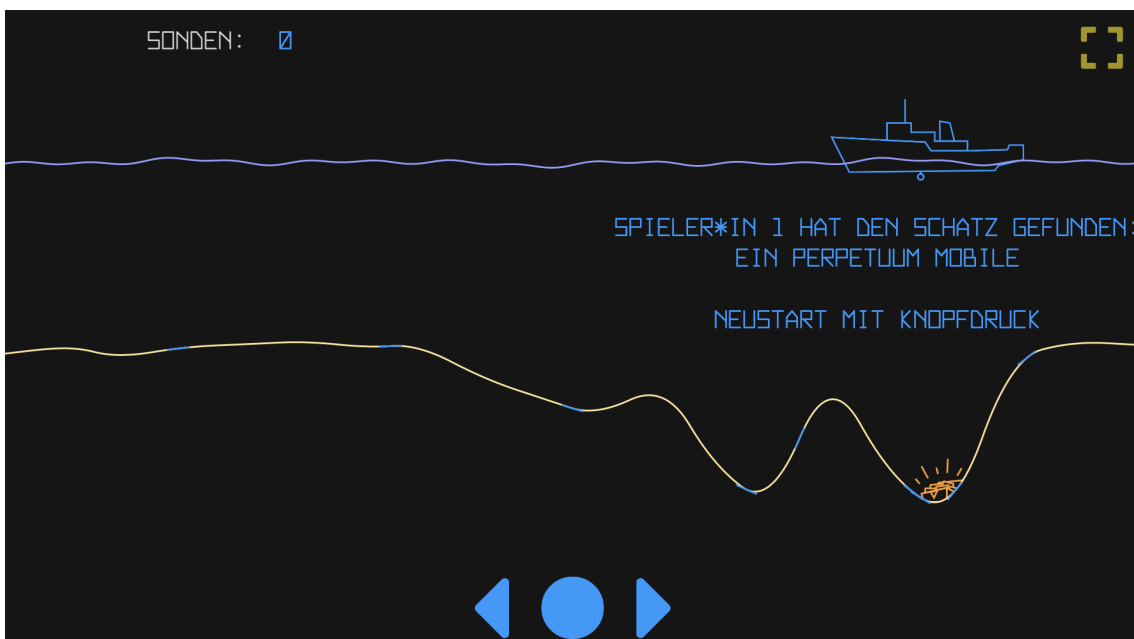 SONDEN: 0
SPIELER*IN 1 HAT DEN SCHATZ GEFUNDEN:
EIN PERPETUUM MOBILE
NEUSTART MIT KNOPFDRUCK